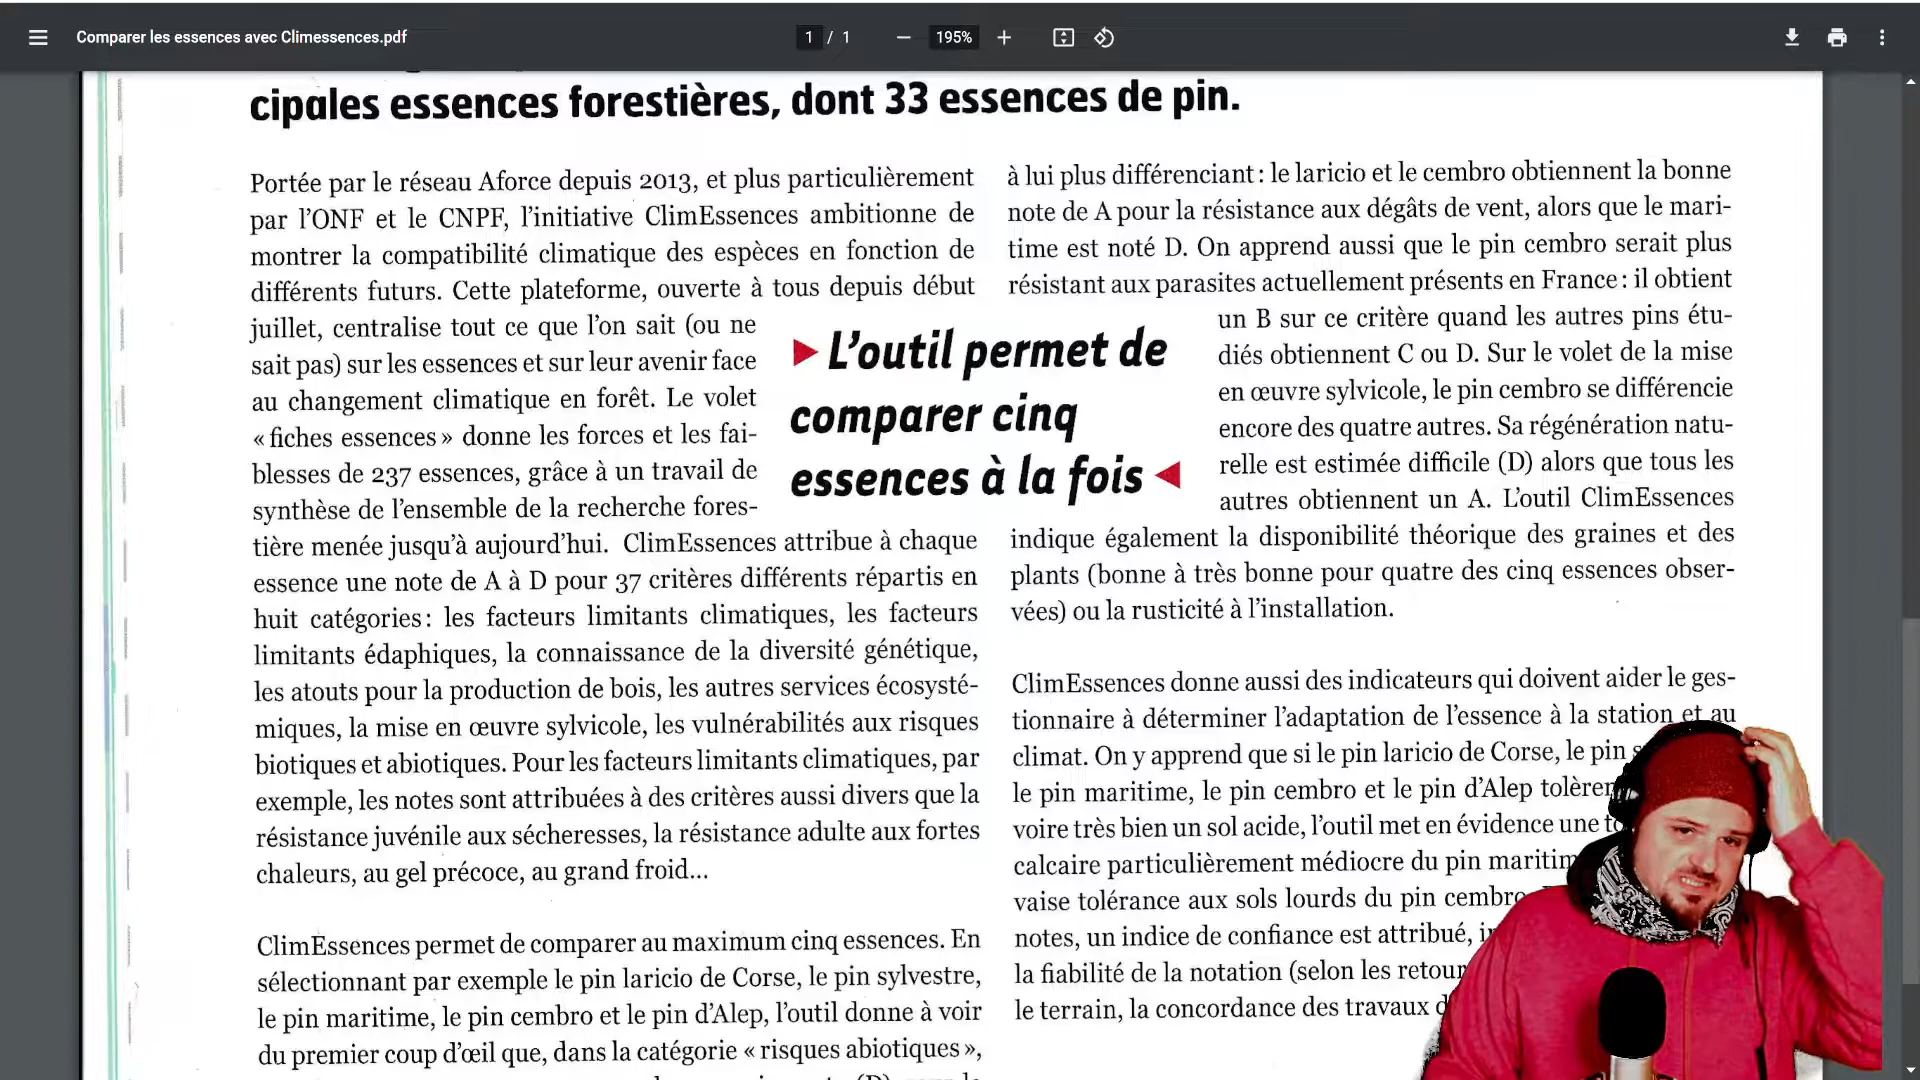 Comparer les essences avec Climessences.pdf
1 / 1
195%
cipales essences forestières, dont 33 essences de pin.
Portée par le réseau Aforce depuis 2013, et plus particulièrement
par l'ONF et le CNPF, l'initiative ClimEssences ambitionne de
montrer la compatibilité climatique des espèces en fonction de
différents futurs. Cette plateforme, ouverte à tous depuis début
juillet, centralise tout ce que l'on sait (ou ne
sait pas) sur les essences et sur leur avenir face
au changement climatique en forêt. Le volet
« fiches essences » donne les forces et les fai-
blesses de 237 essences, grâce à un travail de
synthèse de l'ensemble de la recherche fores-
tière menée jusqu'à aujourd'hui. ClimEssences attribue à chaque
essence une note de A à D pour 37 critères différents répartis en
huit catégories : les facteurs limitants climatiques, les facteurs
limitants édaphiques, la connaissance de la diversité génétique,
les atouts pour la production de bois, les autres services écosysté-
miques, la mise en œuvre sylvicole, les vulnérabilités aux risques
biotiques et abiotiques. Pour les facteurs limitants climatiques, par
exemple, les notes sont attribuées à des critères aussi divers que la
résistance juvénile aux sécheresses, la résistance adulte aux fortes
chaleurs, au gel précoce, au grand froid...
ClimEssences permet de comparer au maximum cinq essences. En
sélectionnant par exemple le pin laricio de Corse, le pin sylvestre,
le pin maritime, le pin cembro et le pin d'Alep, l'outil donne à voir
du premier coup d'œil que, dans la catégorie « risques abiotiques »,
L'outil permet de
comparer cinq
essences à la fois
à lui plus différenciant : le laricio et le cembro obtiennent la bonne
note de A pour la résistance aux dégâts de vent, alors que le mari-
time est noté D. On apprend aussi que le pin cembro serait plus
résistant aux parasites actuellement présents en France : il obtient
un B sur ce critère quand les autres pins étu-
diés obtiennent C ou D. Sur le volet de la mise
en œuvre sylvicole, le pin cembro se différencie
encore des quatre autres. Sa régénération natu-
relle est estimée difficile (D) alors que tous les
autres obtiennent un A. L'outil ClimEssences
indique également la disponibilité théorique des graines et des
plants (bonne à très bonne pour quatre des cinq essences obser-
vées) ou la rusticité à l'installation.
ClimEssences donne aussi des indicateurs qui doivent aider le ges-
tionnaire à déterminer l'adaptation de l'essence à la station et au
climat. On y apprend que si le pin laricio de Corse, le pin
le pin maritime, le pin cembro et le pin d'Alep
voire très bien un sol acide, l'outil met en évidence une
calcaire particulièrement médiocre du pin
vaise tolérance aux sols lourds du pin cembro
notes, un indice de confiance est attribué,
la fiabilité de la notation (selon les
le terrain, la concordance des travaux